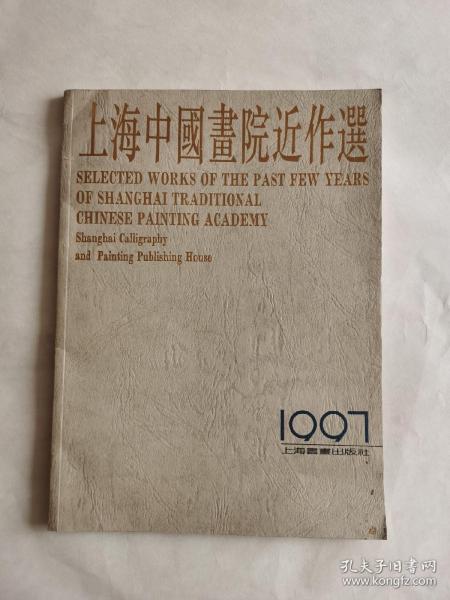 上海中國畫院近作選
SELECTED WORKS OF THE PAST FEW YEARS
OF SHANGHAI TRADITIONAL
CHINESE PAINTING ACADEMY
Shanghai Calligraphy
and Painting Publishing House
1997
上海書畫出版社
孔夫子旧书网
www.kongfz.com